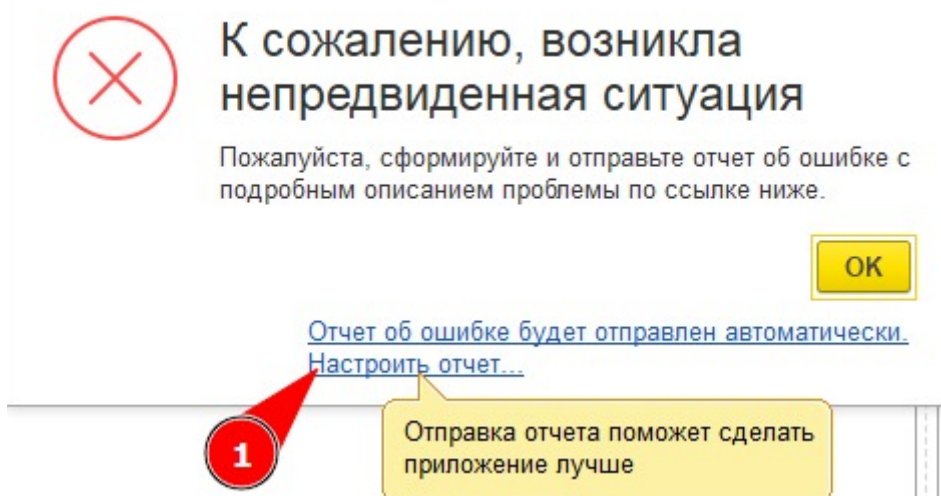 К сожалению, возникла
непредвиденная ситуация
Пожалуйста, сформируйте и отправьте отчет об ошибке с
подробным описанием проблемы по ссылке ниже.
OK
Отчет об ошибке будет отправлен автоматически.
Настроить отчет...
1
Отправка отчета поможет сделать
приложение лучше